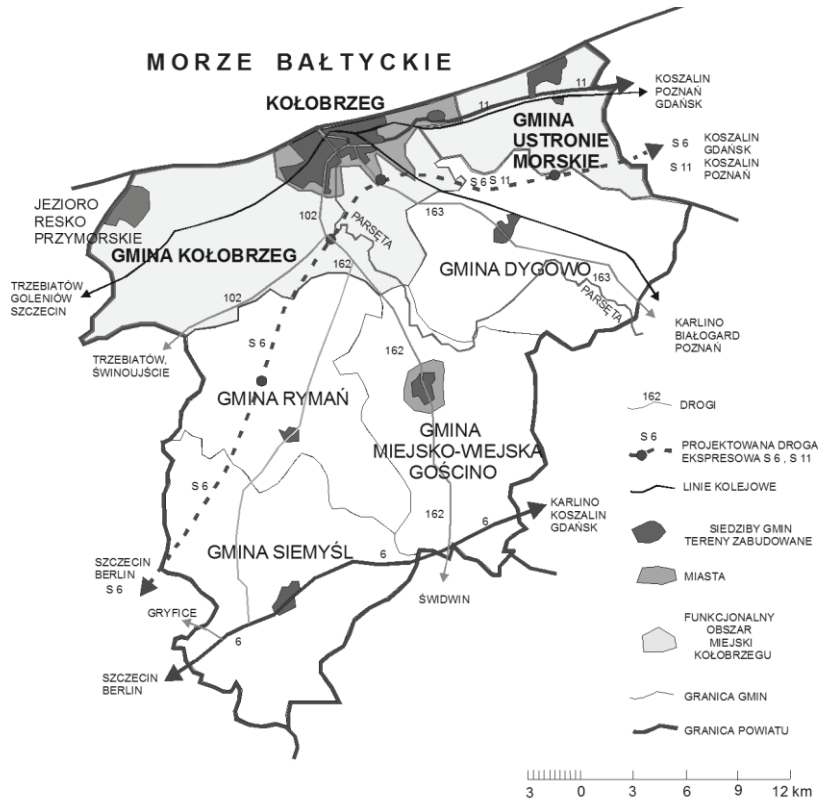 MORZE BAŁTYCKIE
KOŁOBRZEG
11
11
KOSZALIN
POZNAŃ
GDAŃSK
GMINA
USTRONIE
MORSKIE
S 6
S 11
KOSZALIN
GDAŃSK
KOSZALIN
POZNAŃ
S 6 S 11
JEZIORO
RESKO
PRZYMORSKIE
102
163
PARSĘTA
GMINA KOŁOBRZEG
162
GMINA DYGOWO
163
PARSĘTA
TRZEBIATÓW
GOLENIÓW
SZCZECIN
102
KARLINO
BIAŁOGARD
POZNAŃ
TRZEBIATÓW,
ŚWINOUJŚCIE
S 6
162
GMINA RYMAŃ
GMINA
MIEJSKO-WIEJSKA
GOŚCINO
S 6
162
6
KARLINO
KOSZALIN
GDAŃSK
GMINA SIEMYŚL
6
SZCZECIN
BERLIN
S 6
GRYFICE
ŚWIDWIN
6
SZCZECIN
BERLIN
162
DROGI
S 6
PROJEKTOWANA DROGA
EKSPRESOWA S 6 , S 11
LINIE KOLEJOWE
SIEDZIBY GMIN
TERENY ZABUDOWANE
MIASTA
FUNKCJONALNY
OBSZAR
MIEJSKI
KOŁOBRZEGU
GRANICA GMIN
GRANICA POWIATU
3 0 3 6 9 12 km